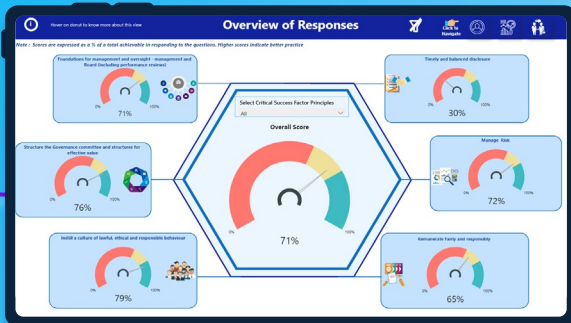 Hover on donut to know more about this view
Overview of Responses
Click to
Navigate
Note : Scores are expressed as a % of a total achievable in responding to the questions. Higher scores indicate better practice
Foundations for management and oversight - management and
Board (including performance reviews)
0%
100%
71%
Timely and balanced disclosure
0%
100%
30%
Select Critical Success Factor Principles
All
Overall Score
0%
100%
71%
Structure the Governance committee and structures for
effective value
0%
100%
76%
Manage Risk
0%
100%
72%
Instill a culture of lawful, ethical and responsible behaviour
0%
100%
79%
Remunerate fairly and responsibly
0%
100%
65%